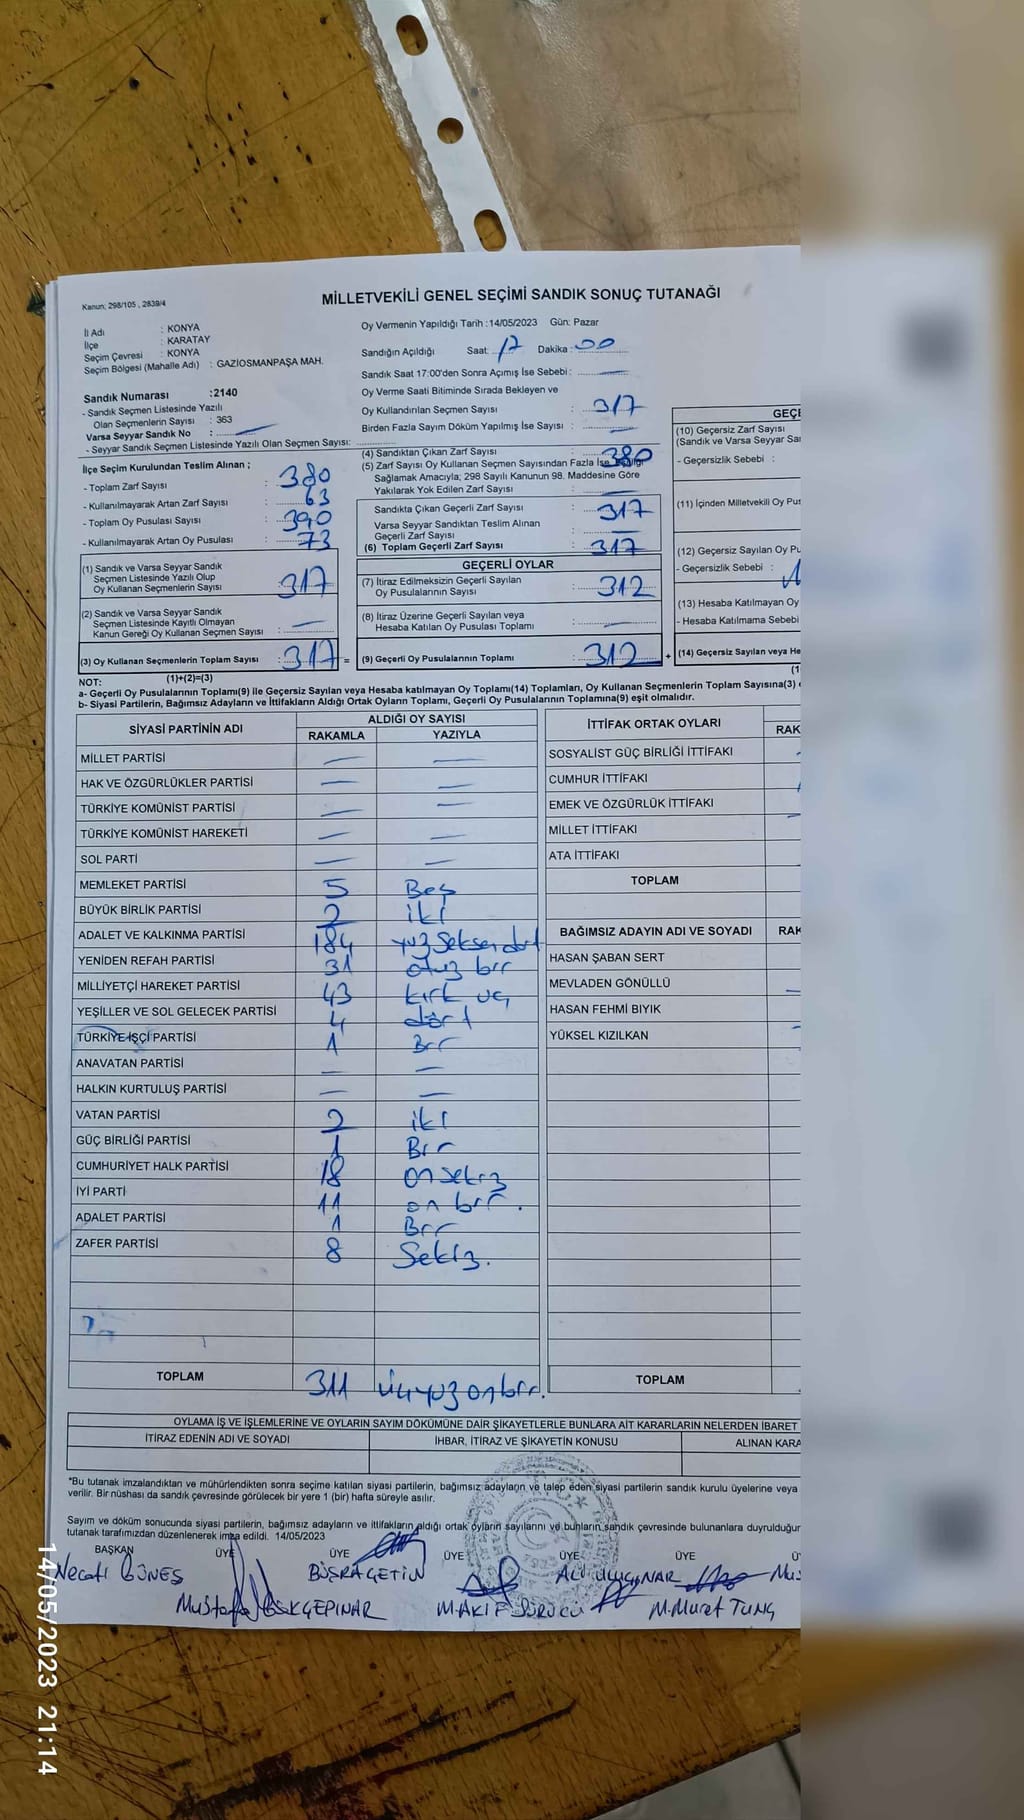 Kanun: 298/105 , 2839/4
MİLLETVEKİLİ GENEL SEÇİMİ SANDIK SONUÇ TUTANAĞI
İl Adı : KONYA
İlçe : KARATAY
Seçim Çevresi : KONYA
Seçim Bölgesi (Mahalle Adı) : GAZİOSMANPAŞA MAH.
Sandık Numarası :2140
- Sandık Seçmen Listesinde Yazılı
Olan Seçmenlerin Sayısı : 363
Varsa Seyyar Sandık No : —
- Seyyar Sandık Seçmen Listesinde Yazılı Olan Seçmen Sayısı:
Oy Vermenin Yapıldığı Tarih :14/05/2023 Gün: Pazar
Sandığın Açıldığı Saat: 17 Dakika : 00
Sandık Saat 17:00'den Sonra Açımış İse Sebebi : —
Oy Verme Saati Bitiminde Sırada Bekleyen ve
Oy Kullandırılan Seçmen Sayısı : 317
Birden Fazla Sayım Döküm Yapılmış İse Sayısı : —
İlçe Seçim Kurulundan Teslim Alınan ;
- Toplam Zarf Sayısı : 380
- Kullanılmayarak Artan Zarf Sayısı : 63
- Toplam Oy Pusulası Sayısı : 390
- Kullanılmayarak Artan Oy Pusulası : 73
(1) Sandık ve Varsa Seyyar Sandık
Seçmen Listesinde Yazılı Olup
Oy Kullanan Seçmenlerin Sayısı : 317
(2) Sandık ve Varsa Seyyar Sandık
Seçmen Listesinde Kayıtlı Olmayan
Kanun Gereği Oy Kullanan Seçmen Sayısı : —
(3) Oy Kullanan Seçmenlerin Toplam Sayısı : 317 =
(1)+(2)=(3)
(4) Sandıktan Çıkan Zarf Sayısı : 380
(5) Zarf Sayısı Oy Kullanan Seçmen Sayısından Fazla İse
Sağlamak Amacıyla; 298 Sayılı Kanunun 98. Maddesine Göre
Yakılarak Yok Edilen Zarf Sayısı : —
Sandıkta Çıkan Geçerli Zarf Sayısı : 317
Varsa Seyyar Sandıktan Teslim Alınan
Geçerli Zarf Sayısı : —
(6) Toplam Geçerli Zarf Sayısı : 317
GEÇERLİ OYLAR
(7) İtiraz Edilmeksizin Geçerli Sayılan
Oy Pusulalarının Sayısı : 312
(8) İtiraz Üzerine Geçerli Sayılan veya
Hesaba Katılan Oy Pusulası Toplamı : —
(9) Geçerli Oy Pusulalarının Toplamı : 312 +
GEÇE
(10) Geçersiz Zarf Sayısı
(Sandık ve Varsa Seyyar Sa
- Geçersizlik Sebebi :
(11) İçinden Milletvekili Oy Pus
(12) Geçersiz Sayılan Oy Pu
- Geçersizlik Sebebi :
(13) Hesaba Katılmayan Oy
- Hesaba Katılmama Sebebi
(14) Geçersiz Sayılan veya He
(1
NOT:
a- Geçerli Oy Pusulalarının Toplamı(9) ile Geçersiz Sayılan veya Hesaba katılmayan Oy Toplamı(14) Toplamları, Oy Kullanan Seçmenlerin Toplam Sayısına(3) e
b- Siyasi Partilerin, Bağımsız Adayların ve İttifakların Aldığı Ortak Oyların Toplamı, Geçerli Oy Pusulalarının Toplamına(9) eşit olmalıdır.
SİYASİ PARTİNİN ADI ALDIĞI OY SAYISI
RAKAMLA YAZIYLA
MİLLET PARTİSİ — —
HAK VE ÖZGÜRLÜKLER PARTİSİ — —
TÜRKİYE KOMÜNİST PARTİSİ — —
TÜRKİYE KOMÜNİST HAREKETİ — —
SOL PARTİ — —
MEMLEKET PARTİSİ 5 Beş
BÜYÜK BİRLİK PARTİSİ 2 iki
ADALET VE KALKINMA PARTİSİ 184 yüz seksen dört
YENİDEN REFAH PARTİSİ 31 otuz bir
MİLLİYETÇİ HAREKET PARTİSİ 43 kırk üç
YEŞİLLER VE SOL GELECEK PARTİSİ 4 dört
TÜRKİYE İŞÇİ PARTİSİ 1 Bir
ANAVATAN PARTİSİ — —
HALKIN KURTULUŞ PARTİSİ — —
VATAN PARTİSİ 2 iki
GÜÇ BİRLİĞİ PARTİSİ 1 Bir
CUMHURİYET HALK PARTİSİ 18 on sekiz
İYİ PARTİ 11 on bir .
ADALET PARTİSİ 1 Bir
ZAFER PARTİSİ 8 Sekiz.
TOPLAM 311 üçyüz onbir.
İTTİFAK ORTAK OYLARI RAK
SOSYALİST GÜÇ BİRLİĞİ İTTİFAKI
CUMHUR İTTİFAKI
EMEK VE ÖZGÜRLÜK İTTİFAKI
MİLLET İTTİFAKI
ATA İTTİFAKI
TOPLAM
BAĞIMSIZ ADAYIN ADI VE SOYADI RAK
HASAN ŞABAN SERT
MEVLADEN GÖNÜLLÜ
HASAN FEHMİ BIYIK
YÜKSEL KIZILKAN
TOPLAM
OYLAMA İŞ VE İŞLEMLERİNE VE OYLARIN SAYIM DÖKÜMÜNE DAİR ŞİKAYETLERLE BUNLARA AİT KARARLARIN NELERDEN İBARET
İTİRAZ EDENİN ADI VE SOYADI İHBAR, İTİRAZ VE ŞİKAYETİN KONUSU ALINAN KARA
*Bu tutanak imzalandıktan ve mühürlendikten sonra seçime katılan siyasi partilerin, bağımsız adayların ve talep eden siyasi partilerin sandık kurulu üyelerine veya
verilir. Bir nüshası da sandık çevresinde görülecek bir yere 1 (bir) hafta süreyle asılır.
Sayım ve döküm sonucunda siyasi partilerin, bağımsız adayların ve ittifakların aldığı ortak oyların sayılarını ve bunların sandık çevresinde bulunanlara duyrulduğur
tutanak tarafımızdan düzenlenerek imza edildi. 14/05/2023
BAŞKAN ÜYE ÜYE ÜYE ÜYE ÜYE Ü
Necati GÜNEŞ BÜŞRA ÇETİN ALİ ULUÇINAR Mus
Mustafa M.AKİF SÜRÜCÜ M.Murat TUNÇ
14/05/2023 21:14